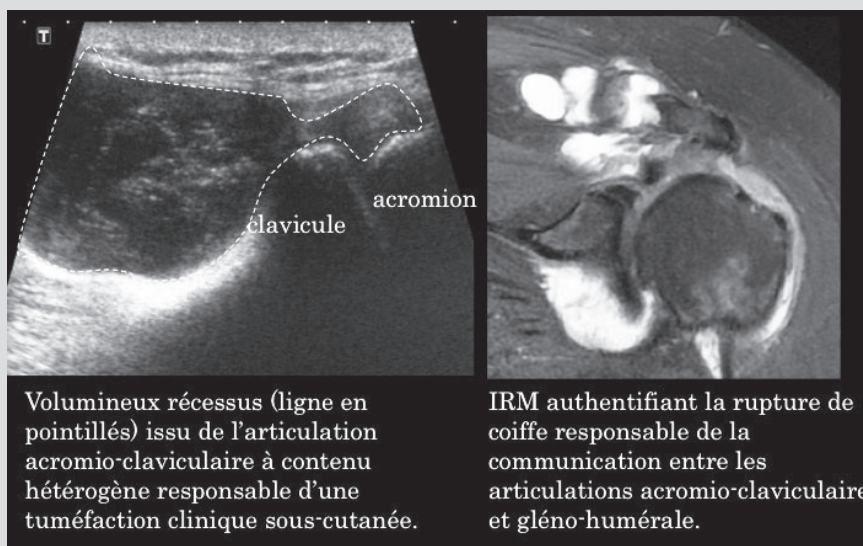 T
acromion
clavicule
Volumineux récessus (ligne en
pointillés) issu de l'articulation
acromio-claviculaire à contenu
hétérogène responsable d'une
tuméfaction clinique sous-cutanée.
IRM authentifiant la rupture de
coiffe responsable de la
communication entre les
articulations acromio-claviculaire
et gléno-humérale.